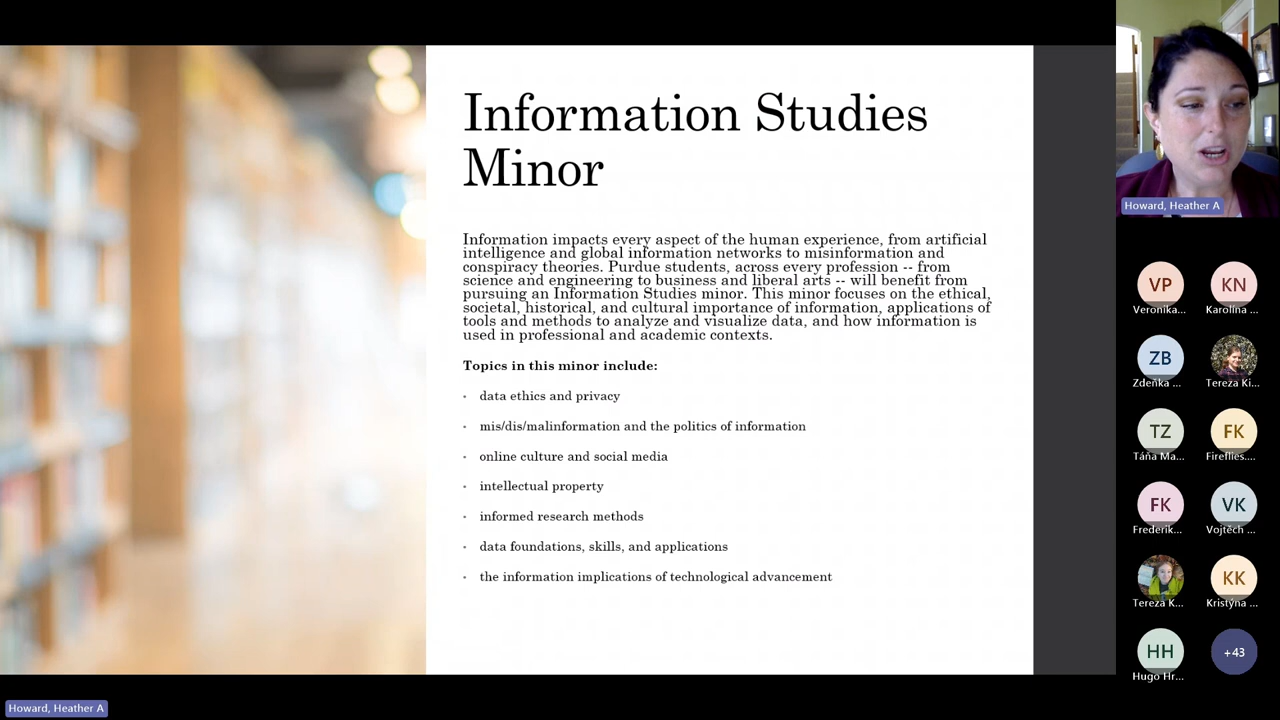 Information Studies
Minor
Information impacts every aspect of the human experience, from artificial
intelligence and global information networks to misinformation and
conspiracy theories. Purdue students, across every profession -- from
science and engineering to business and liberal arts -- will benefit from
pursuing an Information Studies minor. This minor focuses on the ethical,
societal, historical, and cultural importance of information, applications of
tools and methods to analyze and visualize data, and how information is
used in professional and academic contexts.
Topics in this minor include:
• data ethics and privacy
• mis/dis/malinformation and the politics of information
• online culture and social media
• intellectual property
• informed research methods
• data foundations, skills, and applications
• the information implications of technological advancement
Howard, Heather A
VP
Veronika...
KN
Karolína ...
ZB
Zdeňka ...
Tereza Ki...
TZ
Táňa Ma...
FK
Fireflies....
FK
Frederik...
VK
Vojtěch ...
Tereza K...
KK
Kristýna ...
HH
Hugo Hr...
+43
Howard, Heather A